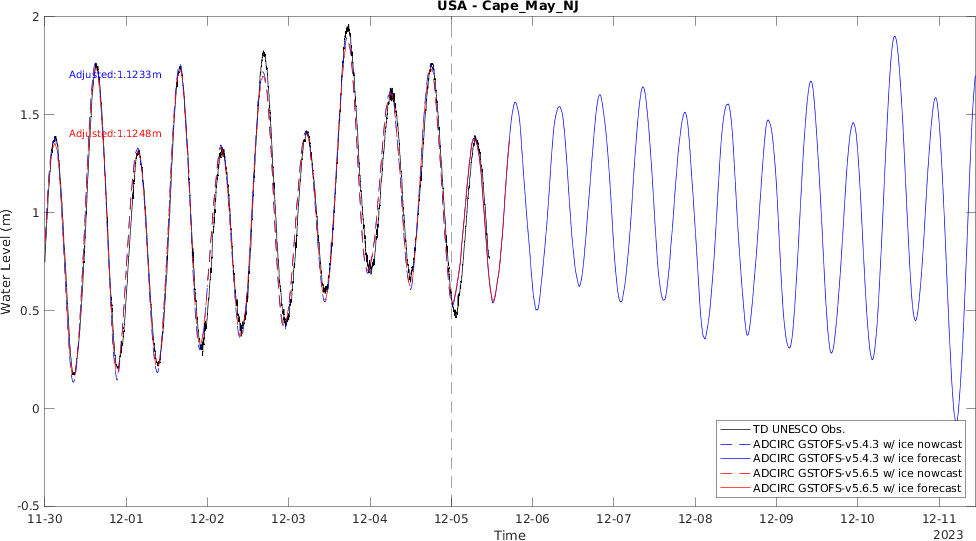 USA - Cape_May_NJ
2
1.5
1
0.5
0
-0.5
Water Level (m)
Adjusted:1.1233m
Adjusted:1.1248m
TD UNESCO Obs.
ADCIRC GSTOFS-v5.4.3 w/ ice nowcast
ADCIRC GSTOFS-v5.4.3 w/ ice forecast
ADCIRC GSTOFS-v5.6.5 w/ ice nowcast
ADCIRC GSTOFS-v5.6.5 w/ ice forecast
11-30 12-01 12-02 12-03 12-04 12-05 12-06 12-07 12-08 12-09 12-10 12-11
Time
2023